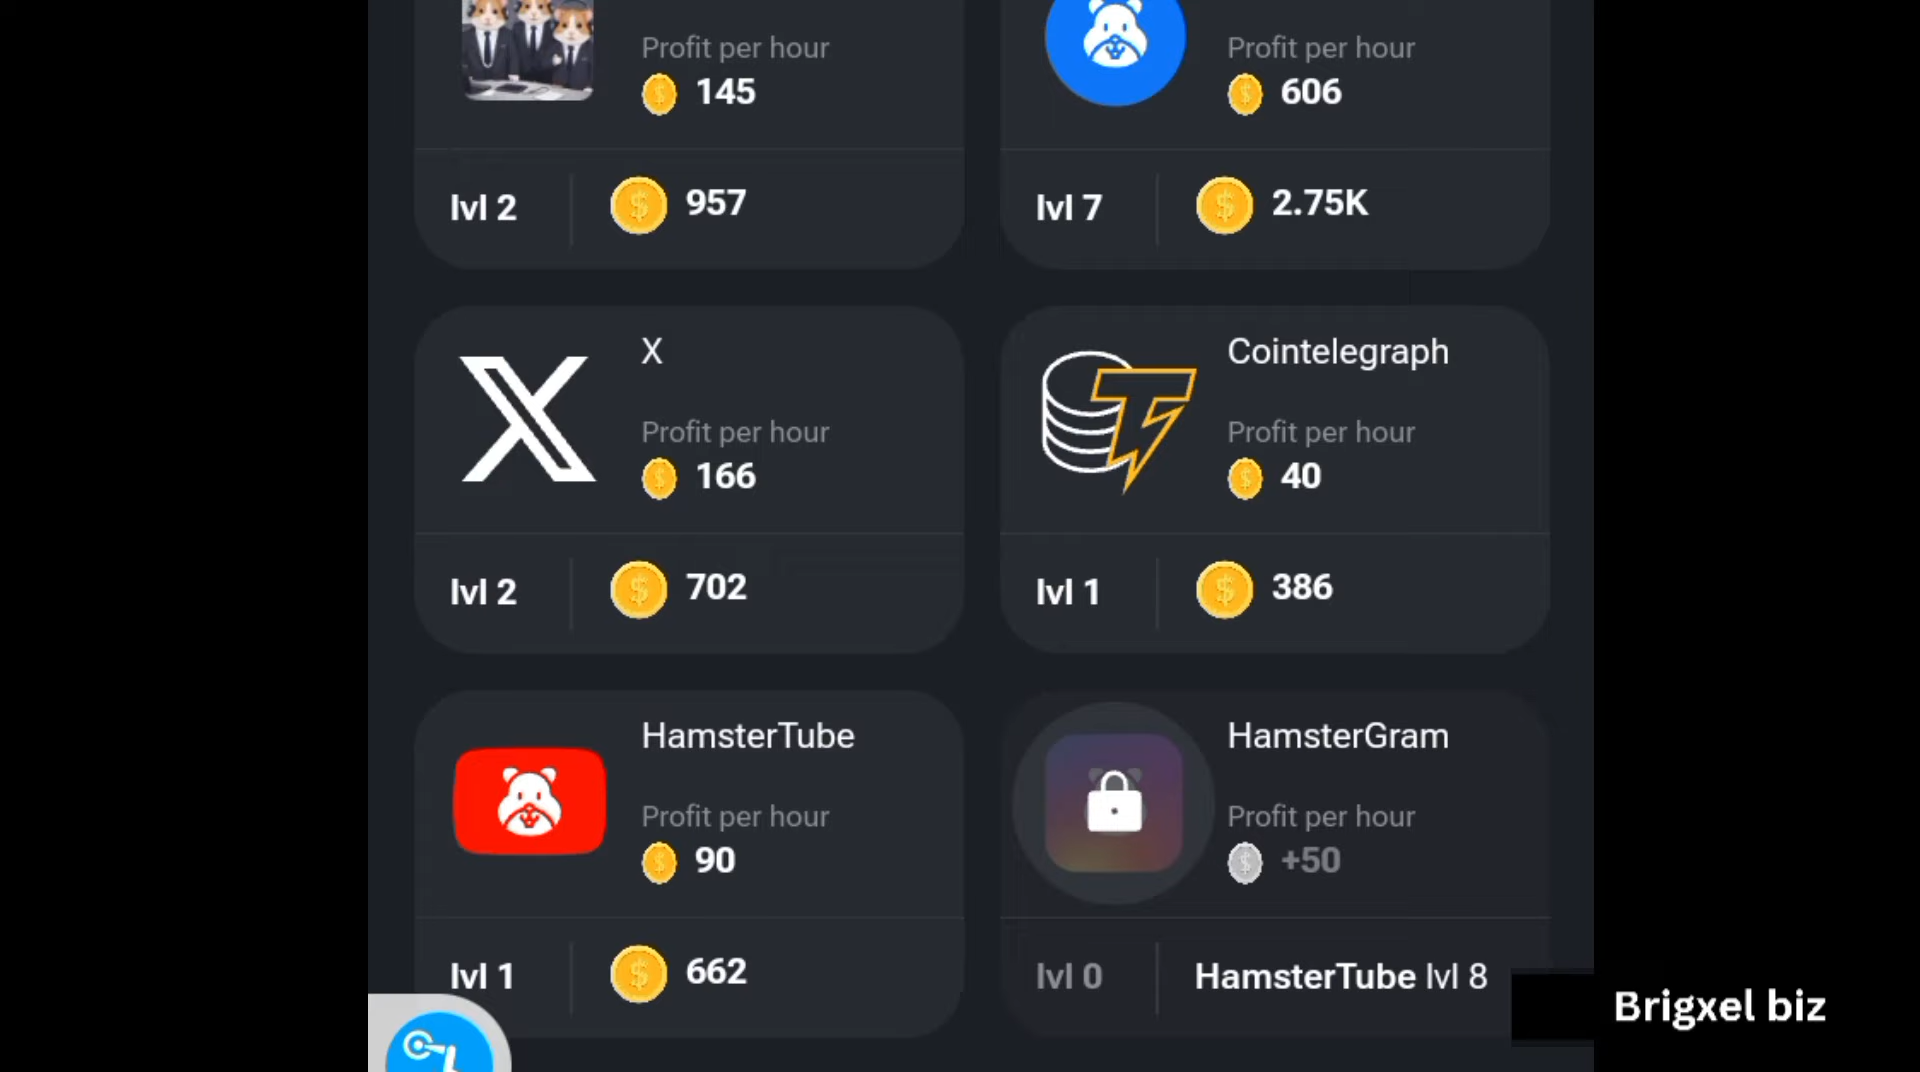 Profit per hour
145
lvl 2
957
Profit per hour
606
lvl 7
2.75K
X
Profit per hour
166
lvl 2
702
Cointelegraph
Profit per hour
40
lvl 1
386
HamsterTube
Profit per hour
90
lvl 1
662
HamsterGram
Profit per hour
+50
lvl 0
HamsterTube lvl 8
Brigxel biz